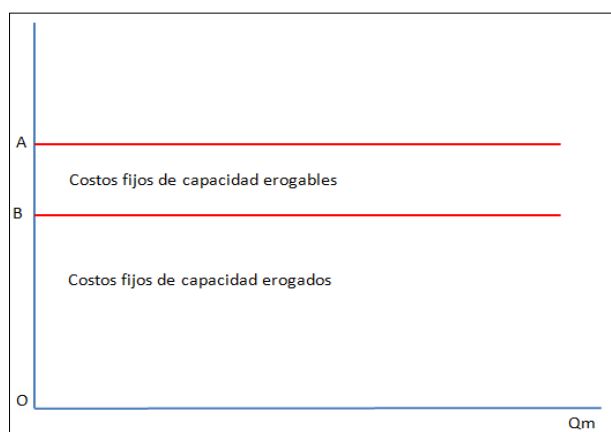 A
Costos fijos de capacidad erogables
B
Costos fijos de capacidad erogados
O
Qm